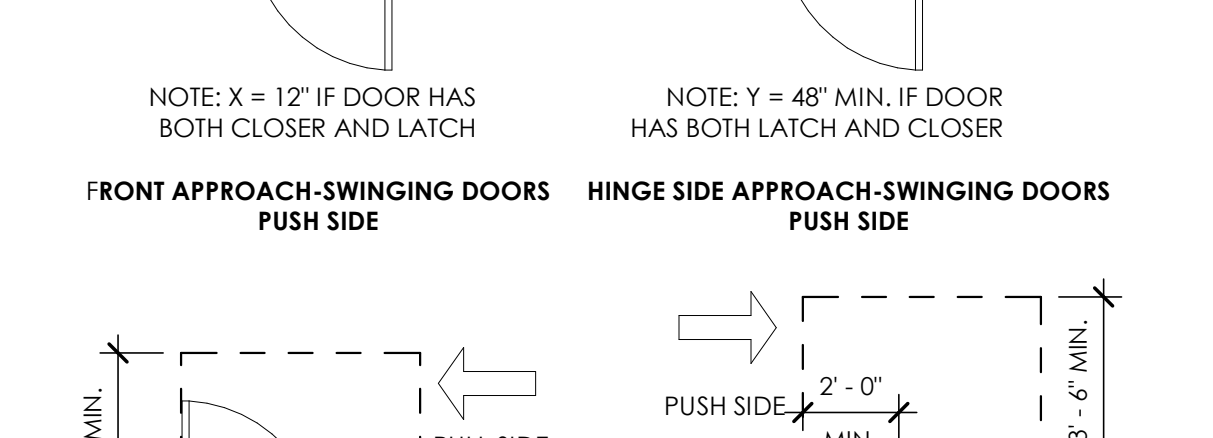 NOTE: X = 12" IF DOOR HAS
BOTH CLOSER AND LATCH
NOTE: Y = 48" MIN. IF DOOR
HAS BOTH LATCH AND CLOSER
FRONT APPROACH-SWINGING DOORS
PUSH SIDE
HINGE SIDE APPROACH-SWINGING DOORS
PUSH SIDE
MIN.
PUSH SIDE
PUSH SIDE
2' - 0"
MIN.
3' - 6" MIN.